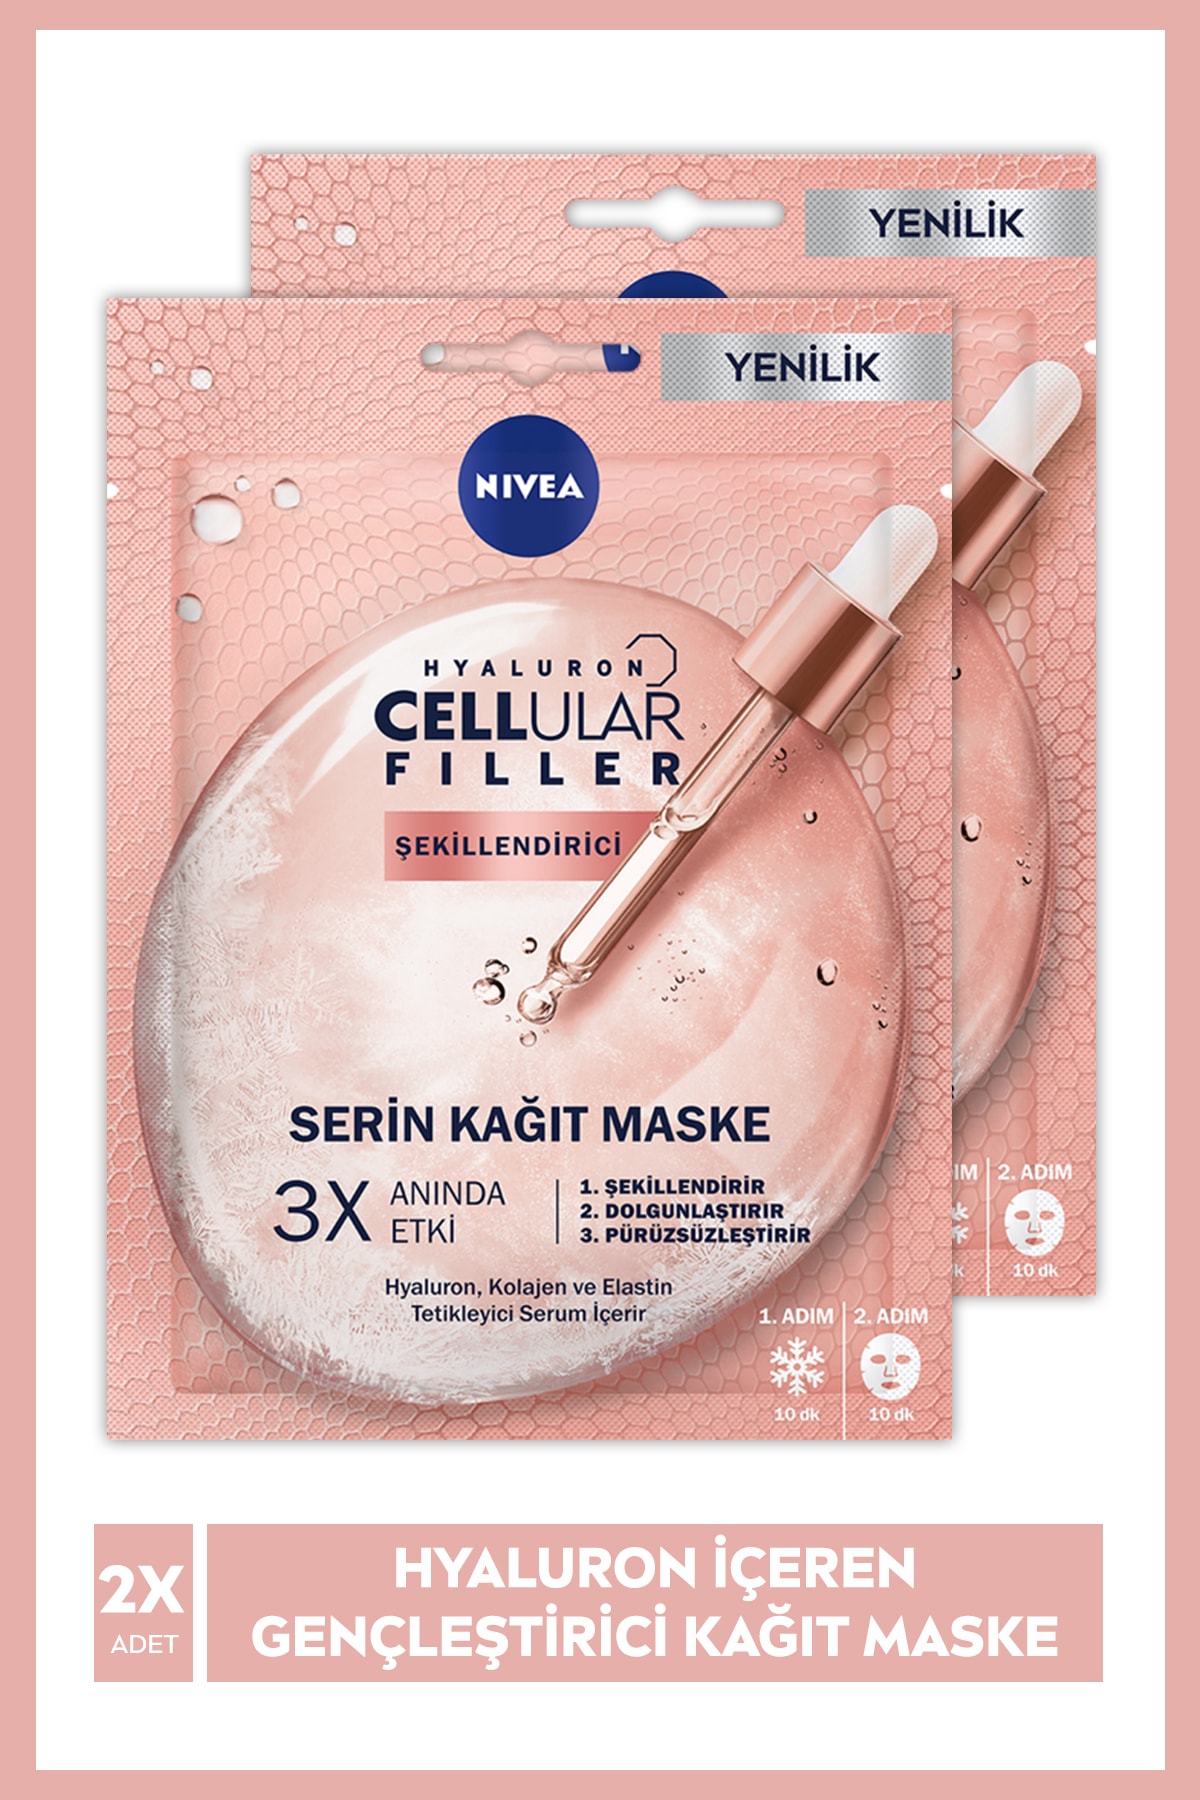 YENİLİK
YENİLİK
NIVEA
HYALURON
CELLULAR
FILLER
ŞEKİLLENDİRİCİ
SERİN KAĞIT MASKE
3X ANINDA
ETKİ
1. ŞEKİLLENDİRİR
2. DOLGUNLAŞTIRIR
3. PÜRÜZSÜZLEŞTİRİR
Hyaluron, Kolajen ve Elastin
Tetikleyici Serum İçerir
1. ADIM 2. ADIM
10 dk 10 dk
2. ADIM
10 dk
2X
ADET
HYALURON İÇEREN
GENÇLEŞTİRİCİ KAĞIT MASKE